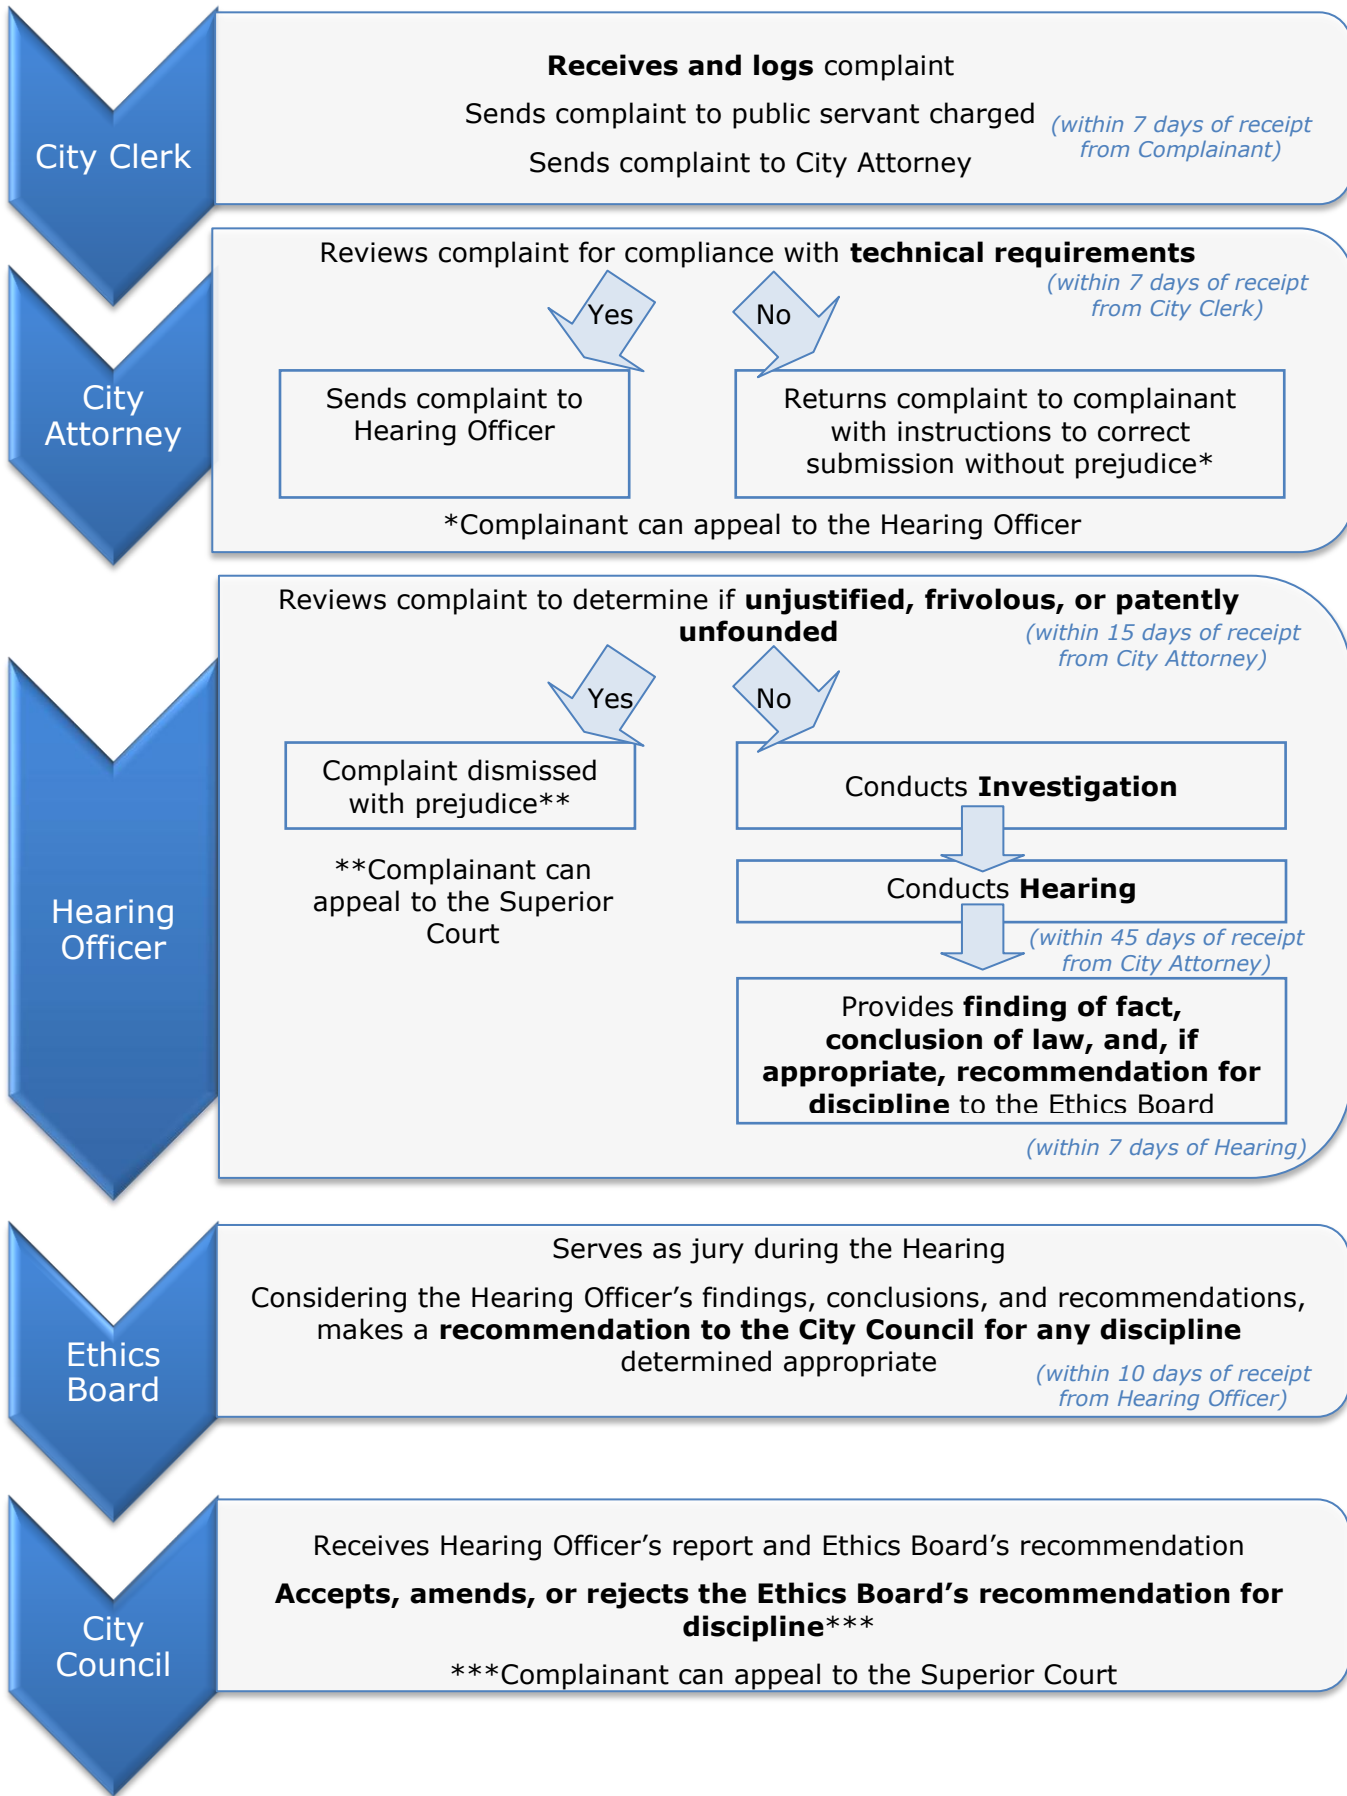 Receives and logs complaint
Sends complaint to public servant charged
(within 7 days of receipt
from Complainant)
City Clerk
Sends complaint to City Attorney
Reviews complaint for compliance with technical requirements
(within 7 days of receipt
from City Clerk)
Yes
No
City
Attorney
Sends complaint to
Hearing Officer
Returns complaint to complainant
with instructions to correct
submission without prejudice*
*Complainant can appeal to the Hearing Officer
Reviews complaint to determine if unjustified, frivolous, or patently
unfounded
(within 15 days of receipt
from City Attorney)
Yes
No
Complaint dismissed
with prejudice**
Conducts Investigation
**Complainant can
appeal to the Superior
Court
Conducts Hearing
Hearing
Officer
(within 45 days of receipt
from City Attorney)
Provides finding of fact,
conclusion of law, and, if
appropriate, recommendation for
discipline to the Ethics Board
(within 7 days of Hearing)
Serves as jury during the Hearing
Considering the Hearing Officer’s findings, conclusions, and recommendations,
makes a recommendation to the City Council for any discipline
determined appropriate
Ethics
Board
(within 10 days of receipt
from Hearing Officer)
Receives Hearing Officer’s report and Ethics Board’s recommendation
Accepts, amends, or rejects the Ethics Board’s recommendation for
discipline***
City
Council
***Complainant can appeal to the Superior Court